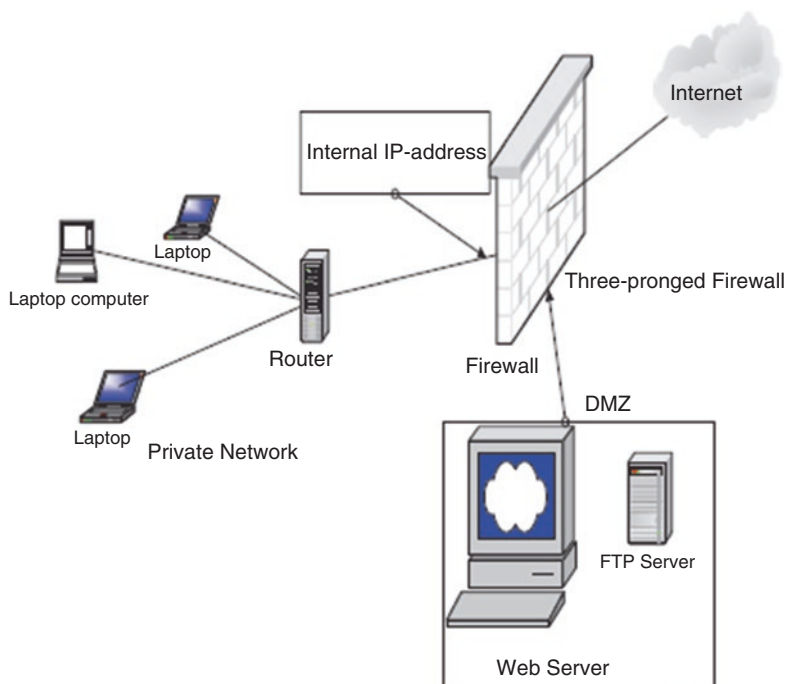 Internet
Internal IP-address
Laptop
Laptop computer
Three-pronged Firewall
Router
Firewall
DMZ
Laptop
Private Network
FTP Server
Web Server